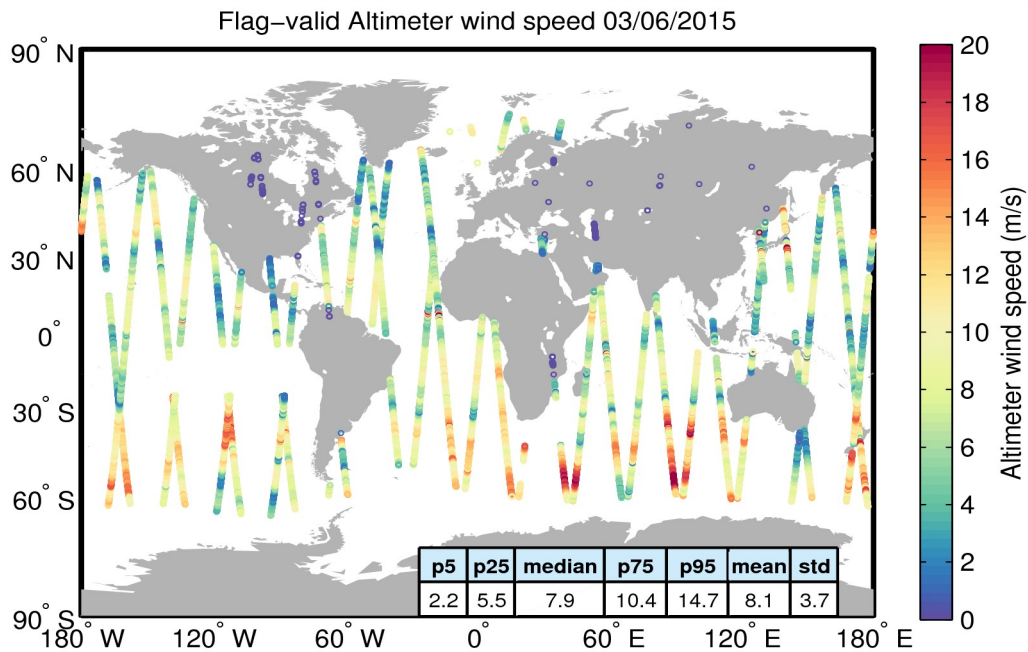 Flag−valid Altimeter wind speed 03/06/2015
90° N
60° N
30° N
0°
30° S
60° S
90° S
180° W
120° W
60° W
0°
60° E
120° E
180° E
p5 p25 median p75 p95 mean std
2.2 5.5 7.9 10.4 14.7 8.1 3.7
20
18
16
14
12
10
8
6
4
2
0
Altimeter wind speed (m/s)